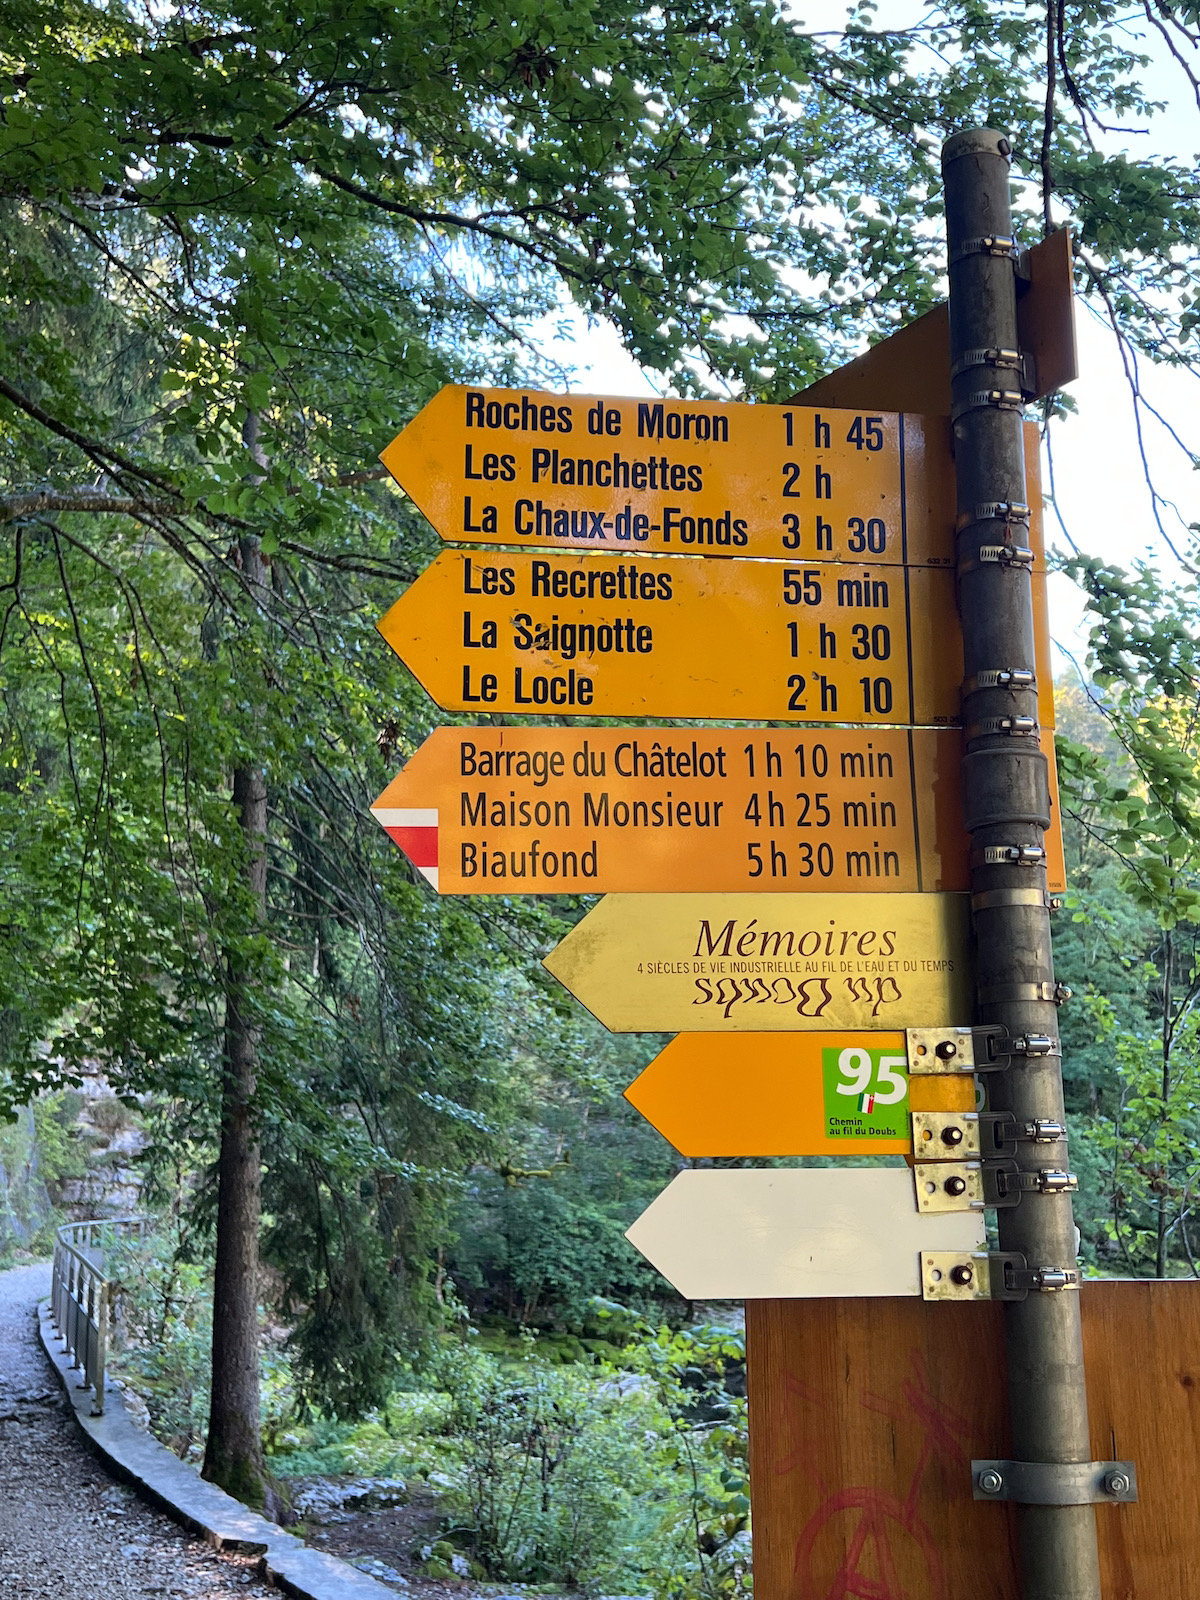 Roches de Moron 1 h 45
Les Planchettes 2 h
La Chaux-de-Fonds 3 h 30
Les Recrettes 55 min
La Saignotte 1 h 30
Le Locle 2 h 10
Barrage du Châtelot 1 h 10 min
Maison Monsieur 4 h 25 min
Biaufond 5 h 30 min
Mémoires
4 SIÈCLES DE VIE INDUSTRIELLE AU FIL DE L'EAU ET DU TEMPS
du Doubs
95
Chemin
au fil du Doubs